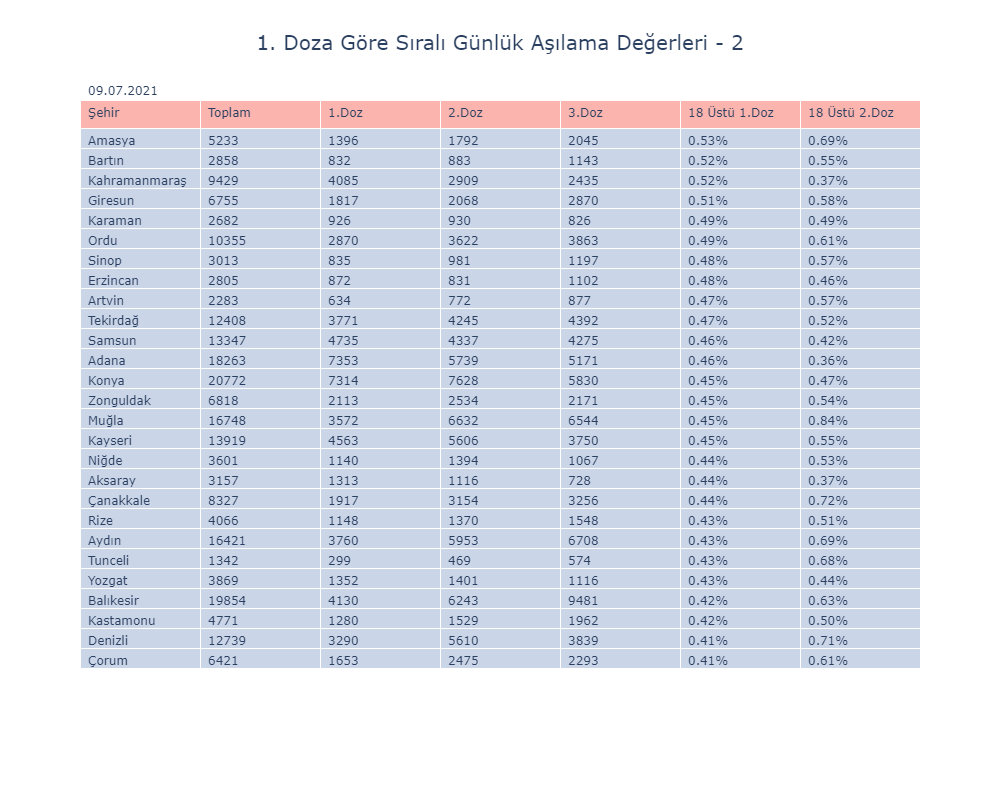 1. Doza Göre Sıralı Günlük Aşılama Değerleri - 2
09.07.2021
Şehir Toplam 1.Doz 2.Doz 3.Doz 18 Üstü 1.Doz 18 Üstü 2.Doz
Amasya 5233 1396 1792 2045 0.53% 0.69%
Bartın 2858 832 883 1143 0.52% 0.55%
Kahramanmaraş 9429 4085 2909 2435 0.52% 0.37%
Giresun 6755 1817 2068 2870 0.51% 0.58%
Karaman 2682 926 930 826 0.49% 0.49%
Ordu 10355 2870 3622 3863 0.49% 0.61%
Sinop 3013 835 981 1197 0.48% 0.57%
Erzincan 2805 872 831 1102 0.48% 0.46%
Artvin 2283 634 772 877 0.47% 0.57%
Tekirdağ 12408 3771 4245 4392 0.47% 0.52%
Samsun 13347 4735 4337 4275 0.46% 0.42%
Adana 18263 7353 5739 5171 0.46% 0.36%
Konya 20772 7314 7628 5830 0.45% 0.47%
Zonguldak 6818 2113 2534 2171 0.45% 0.54%
Muğla 16748 3572 6632 6544 0.45% 0.84%
Kayseri 13919 4563 5606 3750 0.45% 0.55%
Niğde 3601 1140 1394 1067 0.44% 0.53%
Aksaray 3157 1313 1116 728 0.44% 0.37%
Çanakkale 8327 1917 3154 3256 0.44% 0.72%
Rize 4066 1148 1370 1548 0.43% 0.51%
Aydın 16421 3760 5953 6708 0.43% 0.69%
Tunceli 1342 299 469 574 0.43% 0.68%
Yozgat 3869 1352 1401 1116 0.43% 0.44%
Balıkesir 19854 4130 6243 9481 0.42% 0.63%
Kastamonu 4771 1280 1529 1962 0.42% 0.50%
Denizli 12739 3290 5610 3839 0.41% 0.71%
Çorum 6421 1653 2475 2293 0.41% 0.61%